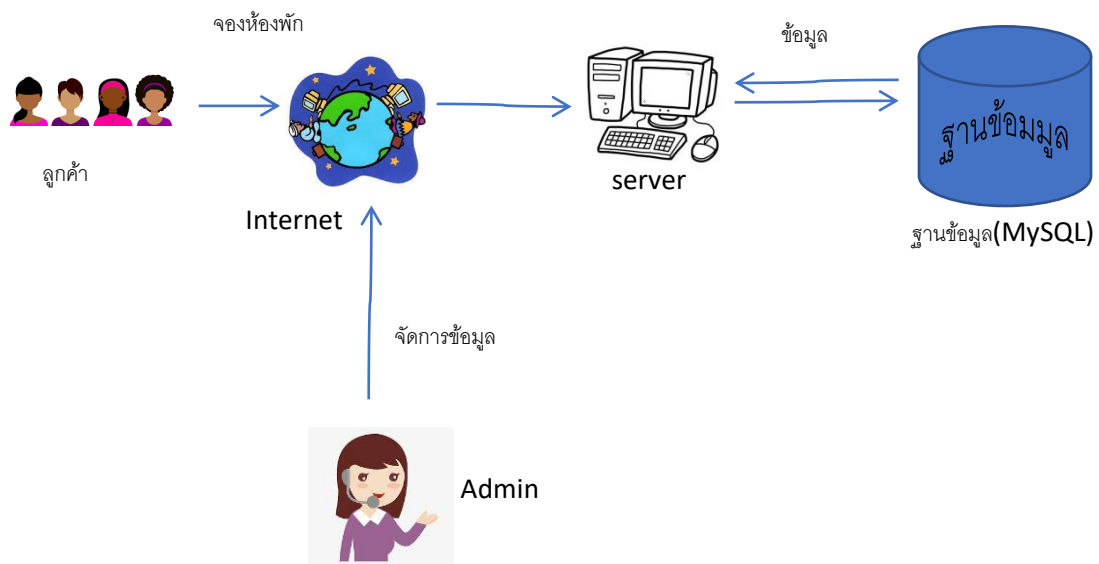 จองห้องพัก
ข้อมูล
ฐานข้อมมูล
ลูกค้า
server
Internet
ฐานข้อมูล(MySQL)
จัดการข้อมูล
Admin